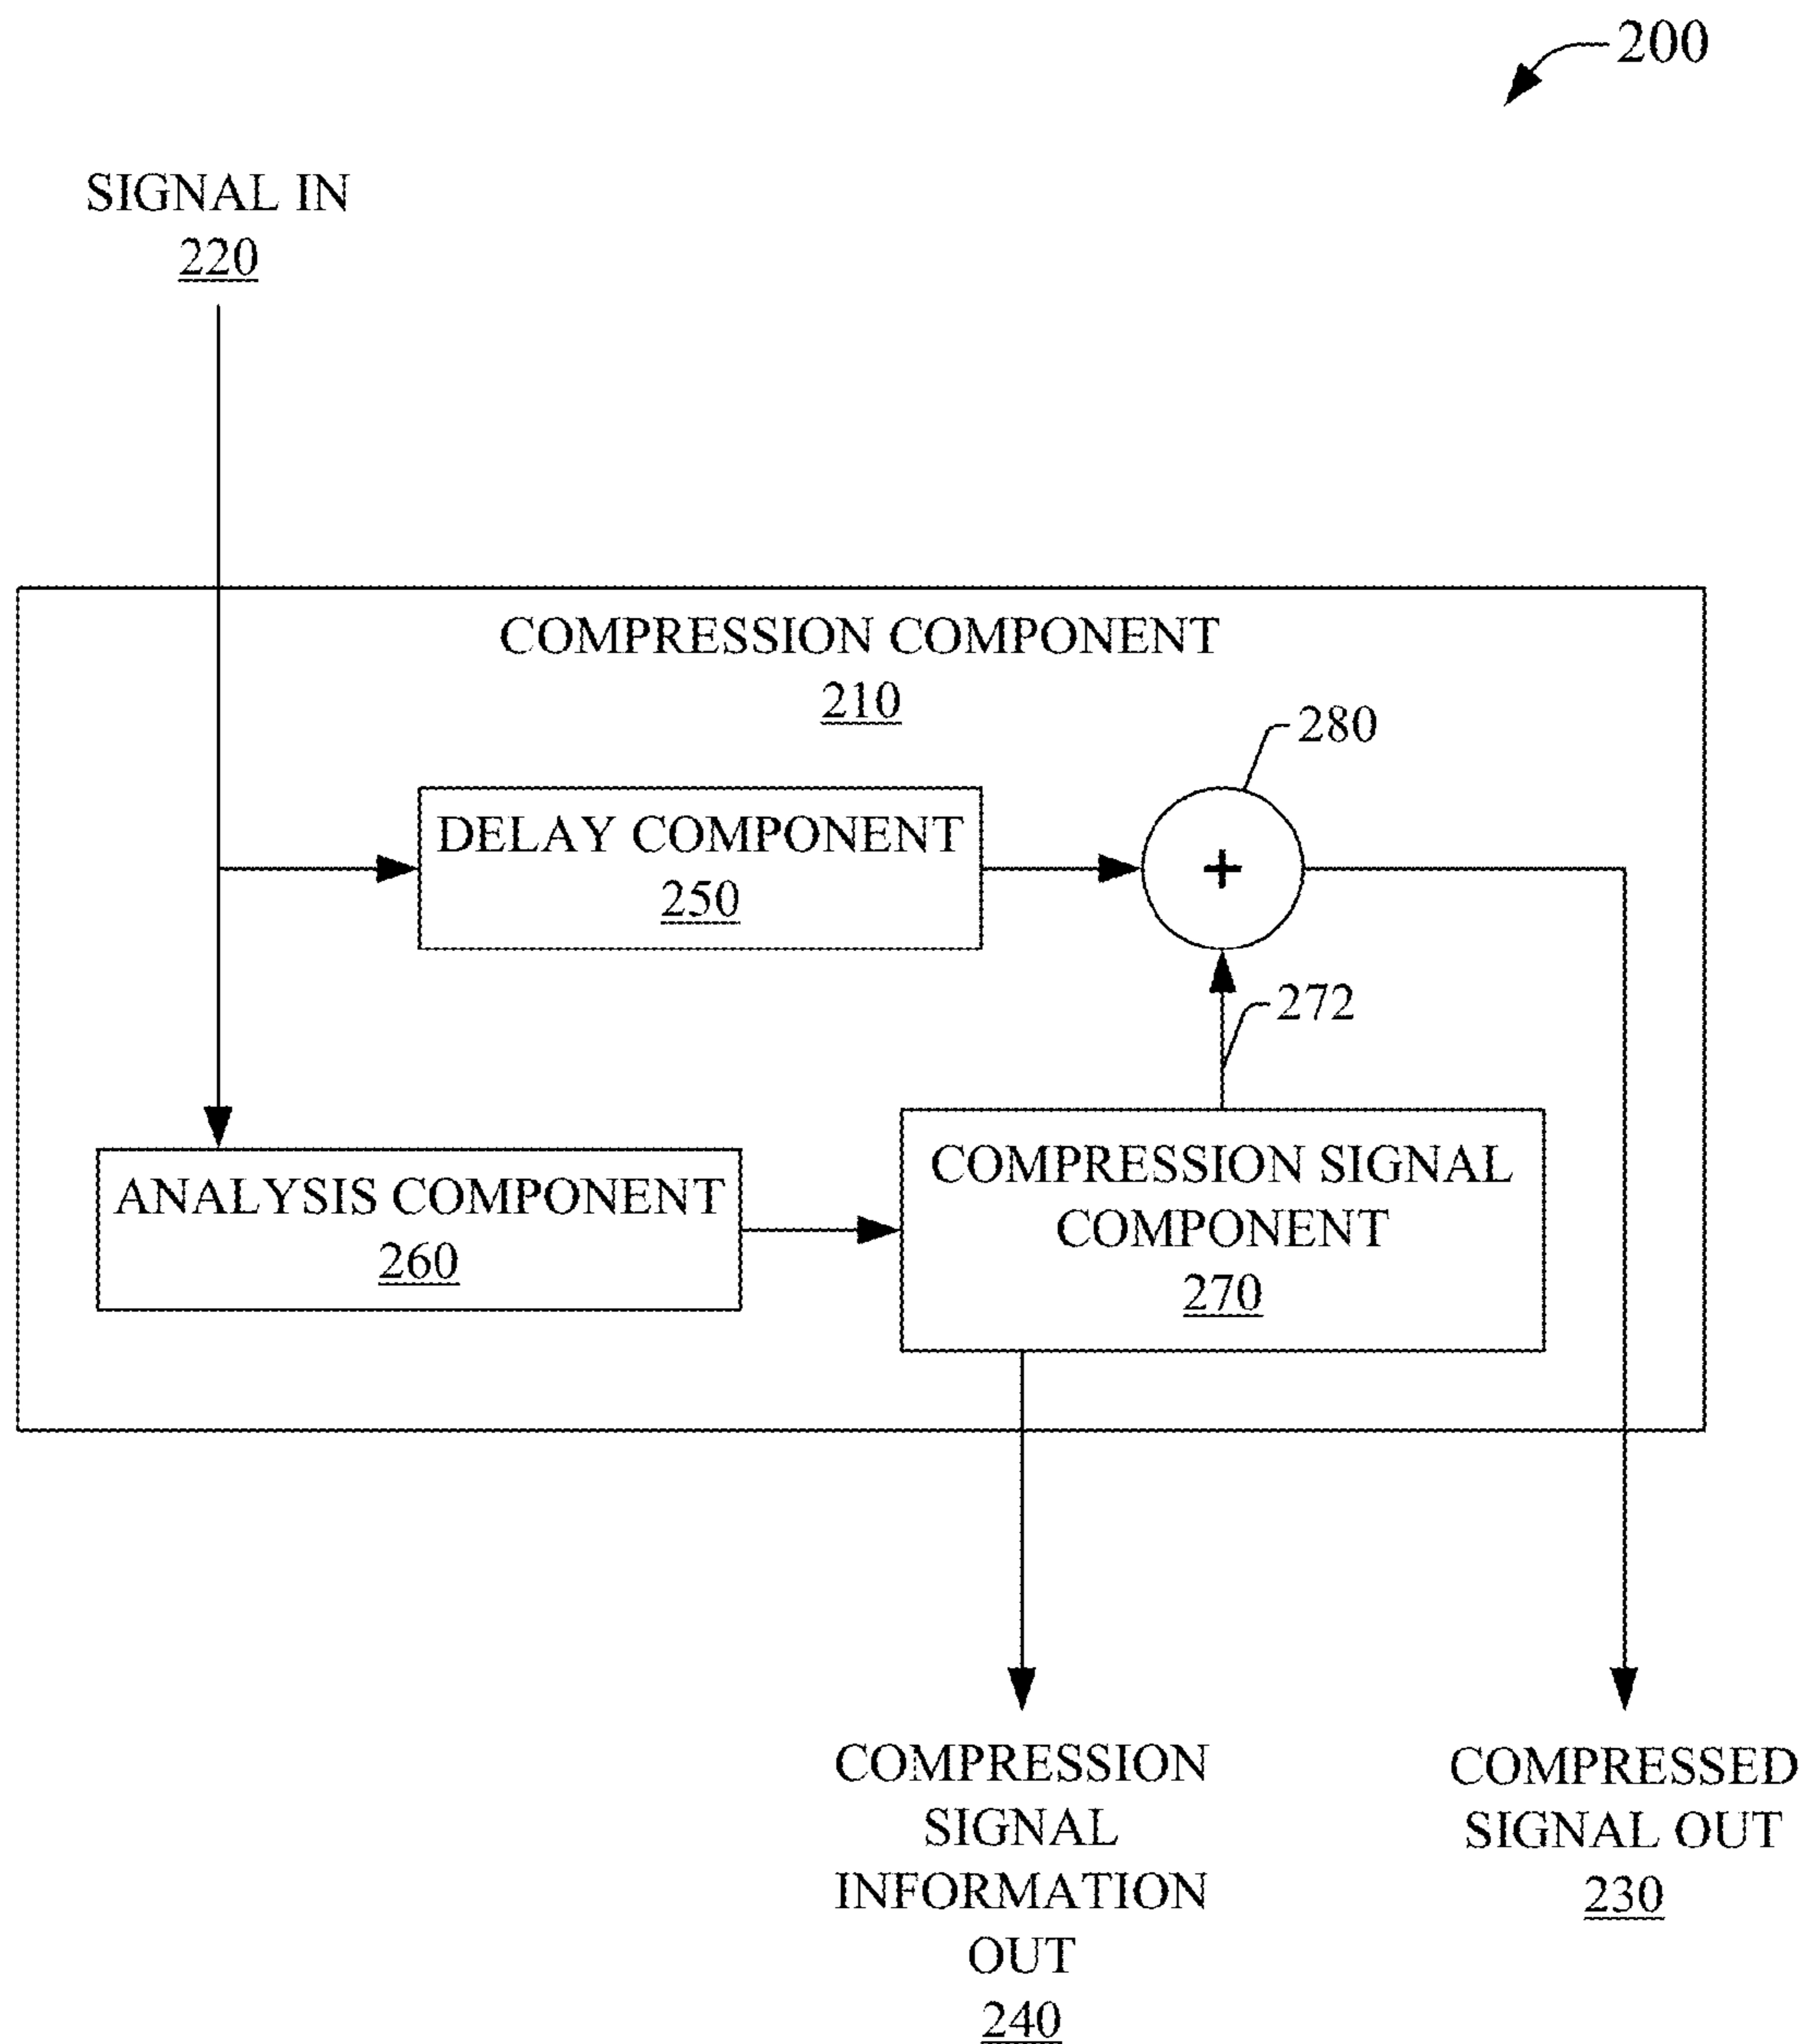 200
SIGNAL IN
220
COMPRESSION COMPONENT
210
280
DELAY COMPONENT
250
+
272
ANALYSIS COMPONENT
260
COMPRESSION SIGNAL
COMPONENT
270
COMPRESSION
SIGNAL
INFORMATION
OUT
240
COMPRESSED
SIGNAL OUT
230